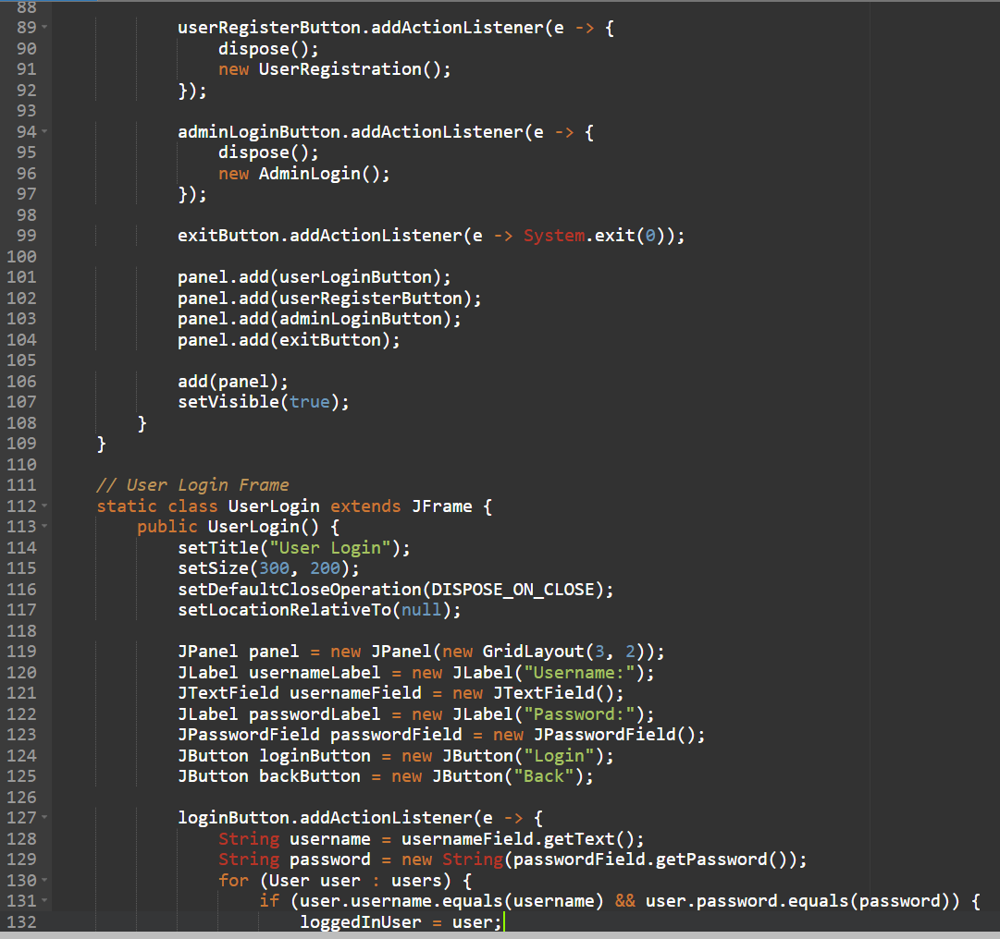 88
89 userRegisterButton.addActionListener(e -> {
90 dispose();
91 new UserRegistration();
92 });
93
94 adminLoginButton.addActionListener(e -> {
95 dispose();
96 new AdminLogin();
97 });
98
99 exitButton.addActionListener(e -> System.exit(0));
100
101 panel.add(userLoginButton);
102 panel.add(userRegisterButton);
103 panel.add(adminLoginButton);
104 panel.add(exitButton);
105
106 add(panel);
107 setVisible(true);
108 }
109 }
110
111 // User Login Frame
112 static class UserLogin extends JFrame {
113 public UserLogin() {
114 setTitle("User Login");
115 setSize(300, 200);
116 setDefaultCloseOperation(DISPOSE_ON_CLOSE);
117 setLocationRelativeTo(null);
118
119 JPanel panel = new JPanel(new GridLayout(3, 2));
120 JLabel usernameLabel = new JLabel("Username:");
121 JTextField usernameField = new JTextField();
122 JLabel passwordLabel = new JLabel("Password:");
123 JPasswordField passwordField = new JPasswordField();
124 JButton loginButton = new JButton("Login");
125 JButton backButton = new JButton("Back");
126
127 loginButton.addActionListener(e -> {
128 String username = usernameField.getText();
129 String password = new String(passwordField.getPassword());
130 for (User user : users) {
131 if (user.username.equals(username) && user.password.equals(password)) {
132 loggedInUser = user;